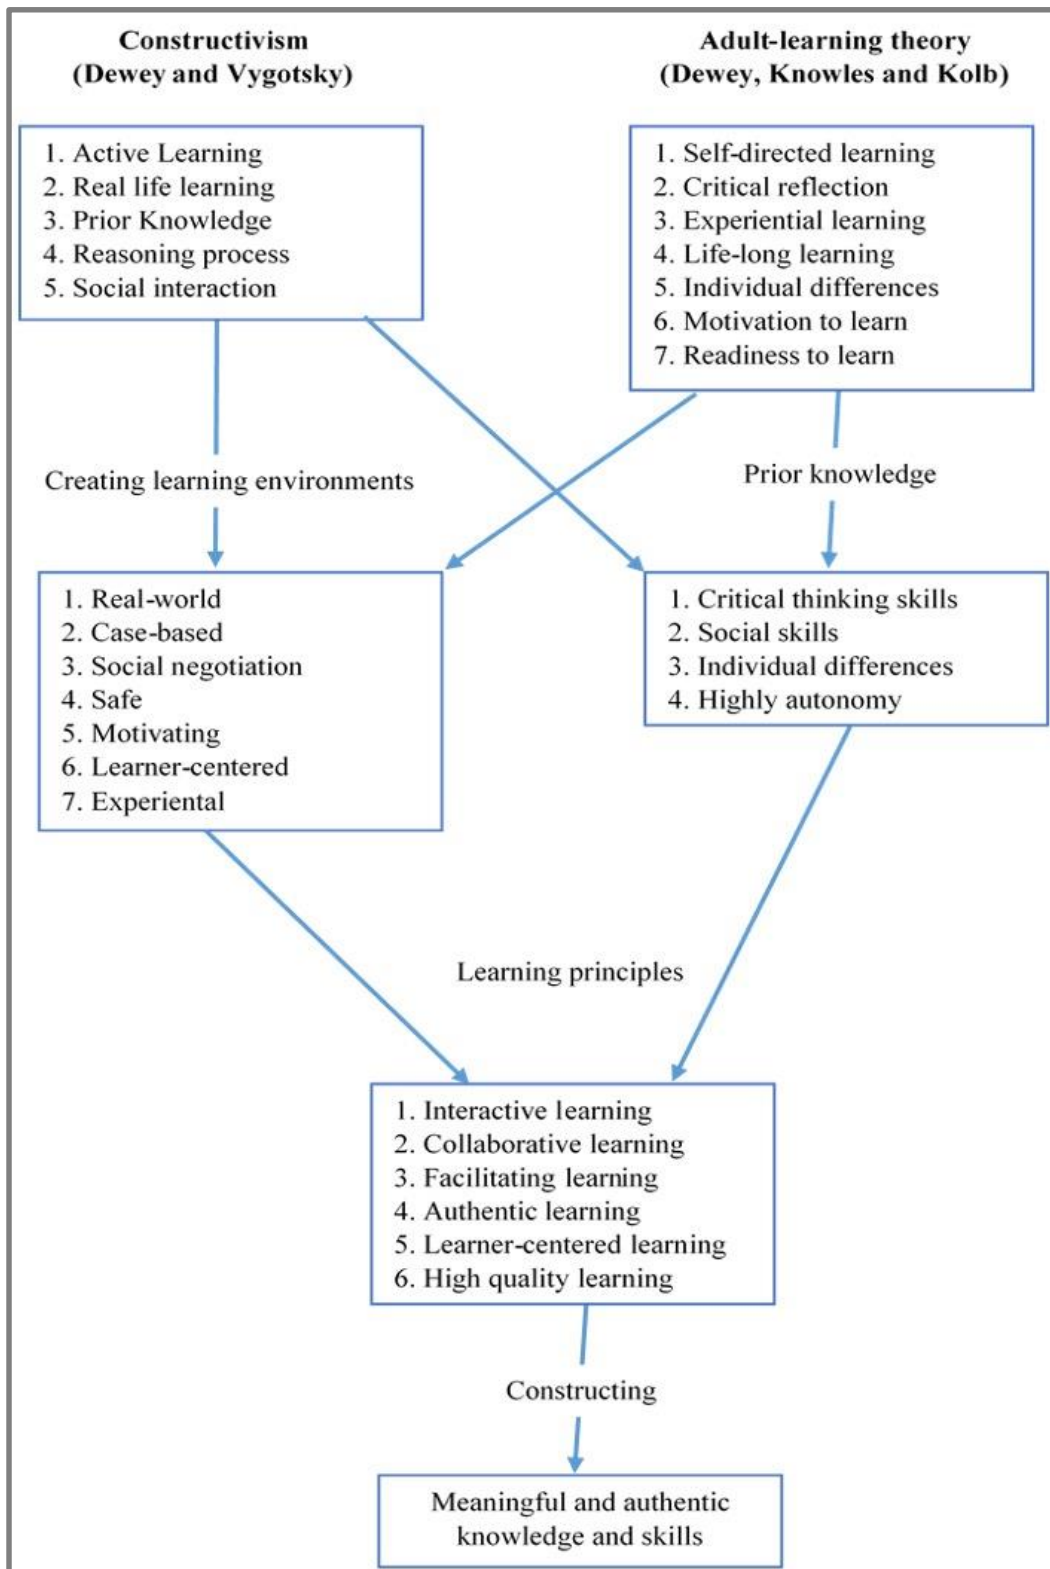 Constructivism
(Dewey and Vygotsky)
Adult-learning theory
(Dewey, Knowles and Kolb)
1. Active Learning
2. Real life learning
3. Prior Knowledge
4. Reasoning process
5. Social interaction
1. Self-directed learning
2. Critical reflection
3. Experiential learning
4. Life-long learning
5. Individual differences
6. Motivation to learn
7. Readiness to learn
Creating learning environments
Prior knowledge
1. Real-world
2. Case-based
3. Social negotiation
4. Safe
5. Motivating
6. Learner-centered
7. Experiental
1. Critical thinking skills
2. Social skills
3. Individual differences
4. Highly autonomy
Learning principles
1. Interactive learning
2. Collaborative learning
3. Facilitating learning
4. Authentic learning
5. Learner-centered learning
6. High quality learning
Constructing
Meaningful and authentic
knowledge and skills